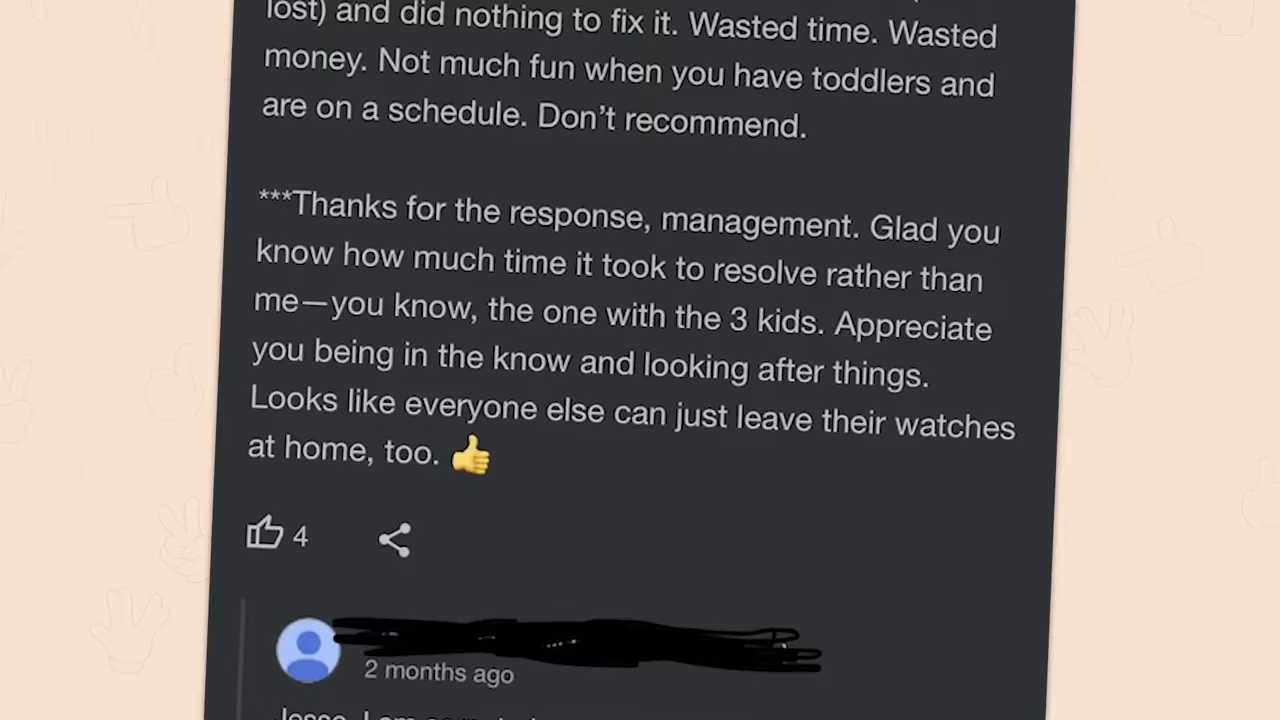 lost) and did nothing to fix it. Wasted time. Wasted
money. Not much fun when you have toddlers and
are on a schedule. Don’t recommend.
***Thanks for the response, management. Glad you
know how much time it took to resolve rather than
me—you know, the one with the 3 kids. Appreciate
you being in the know and looking after things.
Looks like everyone else can just leave their watches
at home, too. 👍
4
2 months ago
Jesse, I am